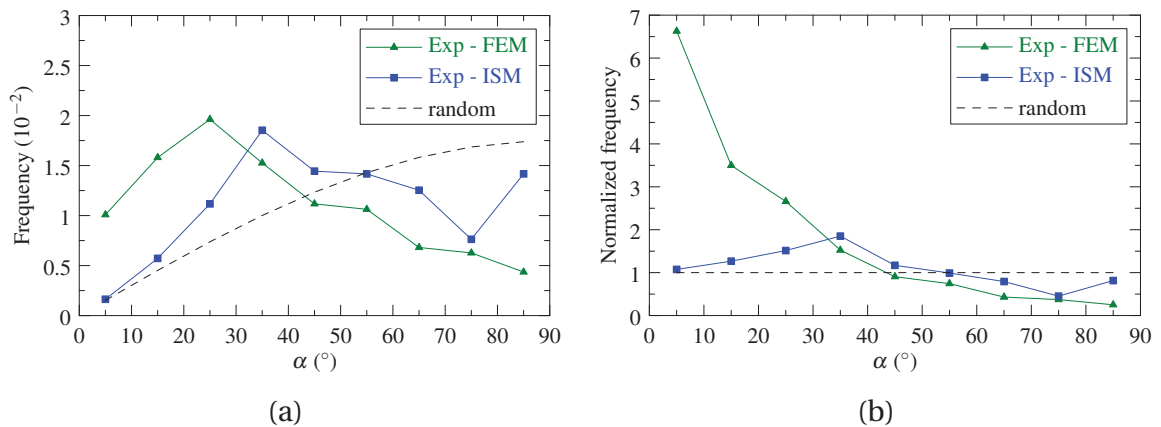 3
2.5
2
1.5
1
0.5
0
Frequency (10⁻²)
Exp - FEM
Exp - ISM
random
0 10 20 30 40 50 60 70 80 90
α (°)
(a)
7
6
5
4
3
2
1
0
Normalized frequency
Exp - FEM
Exp - ISM
random
0 10 20 30 40 50 60 70 80 90
α (°)
(b)